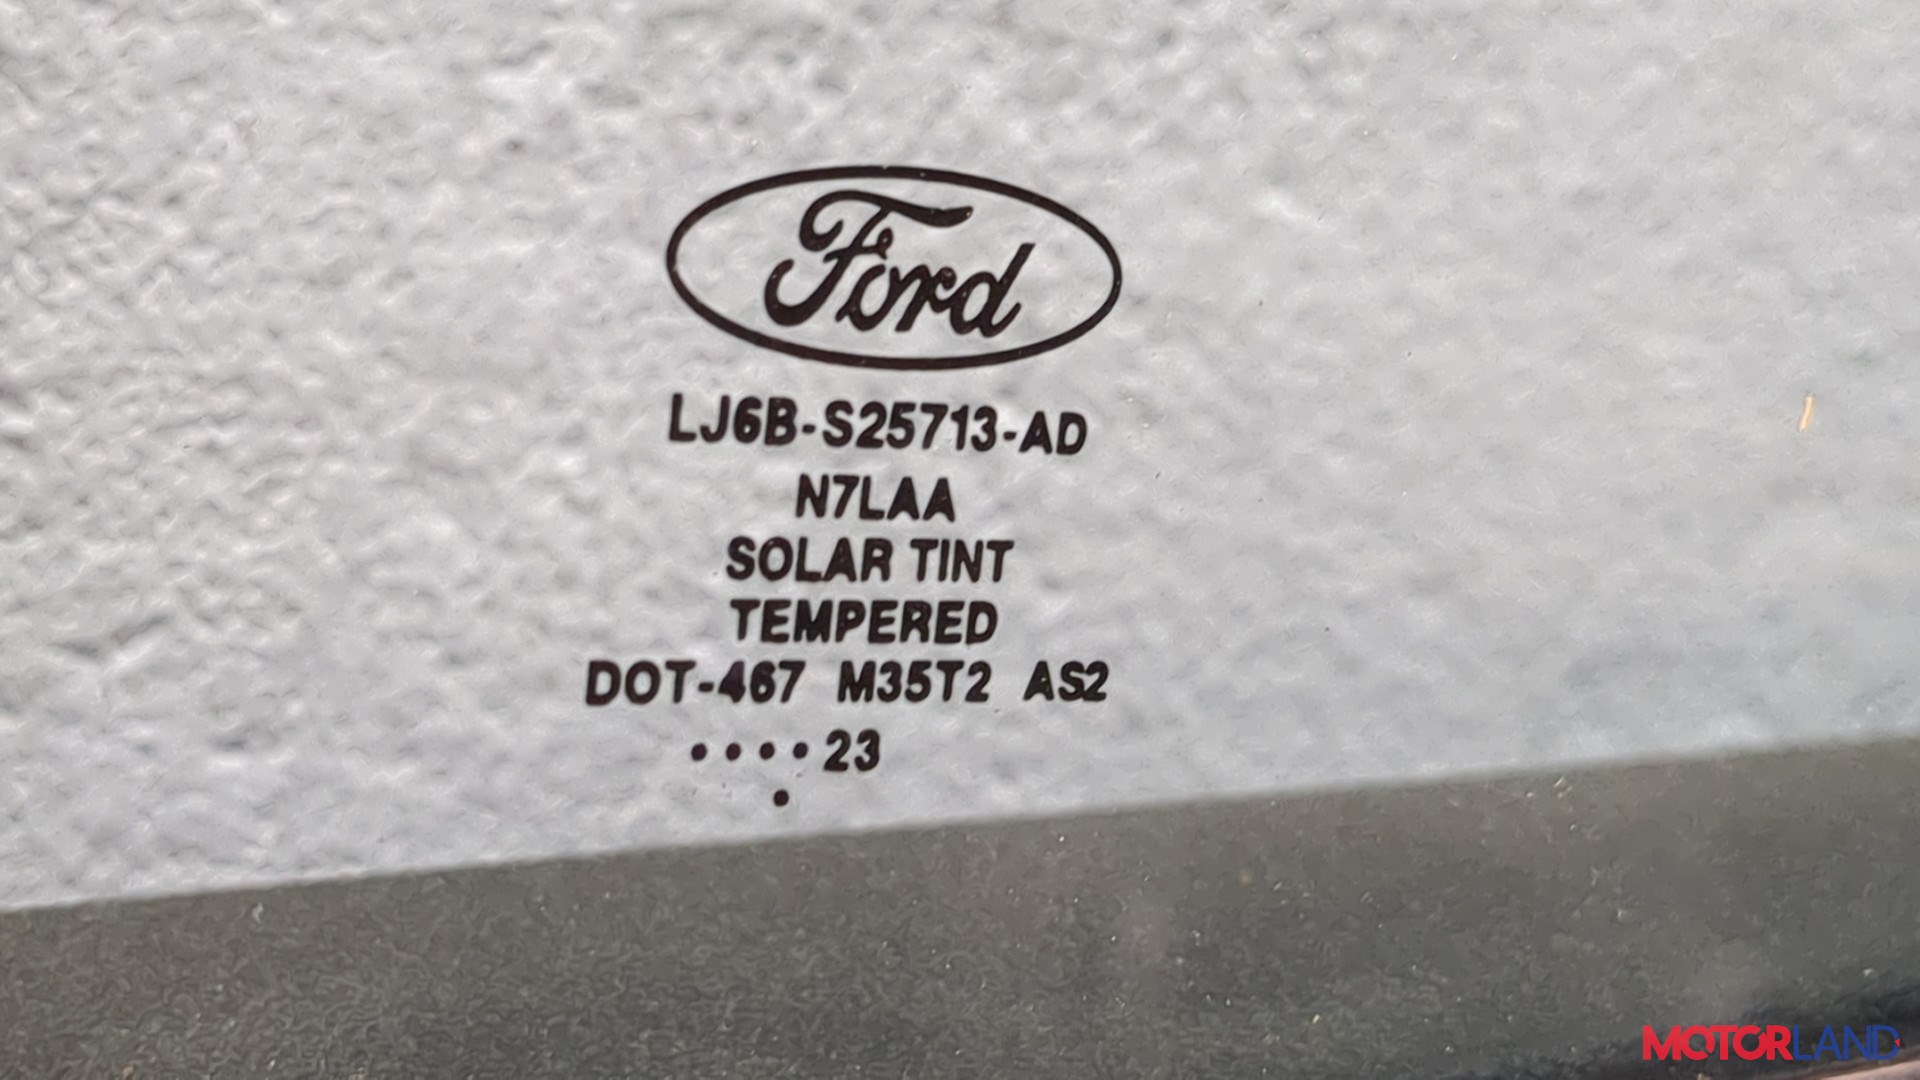 Ford
LJ6B-S25713-AD
N7LAA
SOLAR TINT
TEMPERED
DOT-467 M35T2 AS2
• • • • 23
•
MOTORLAND